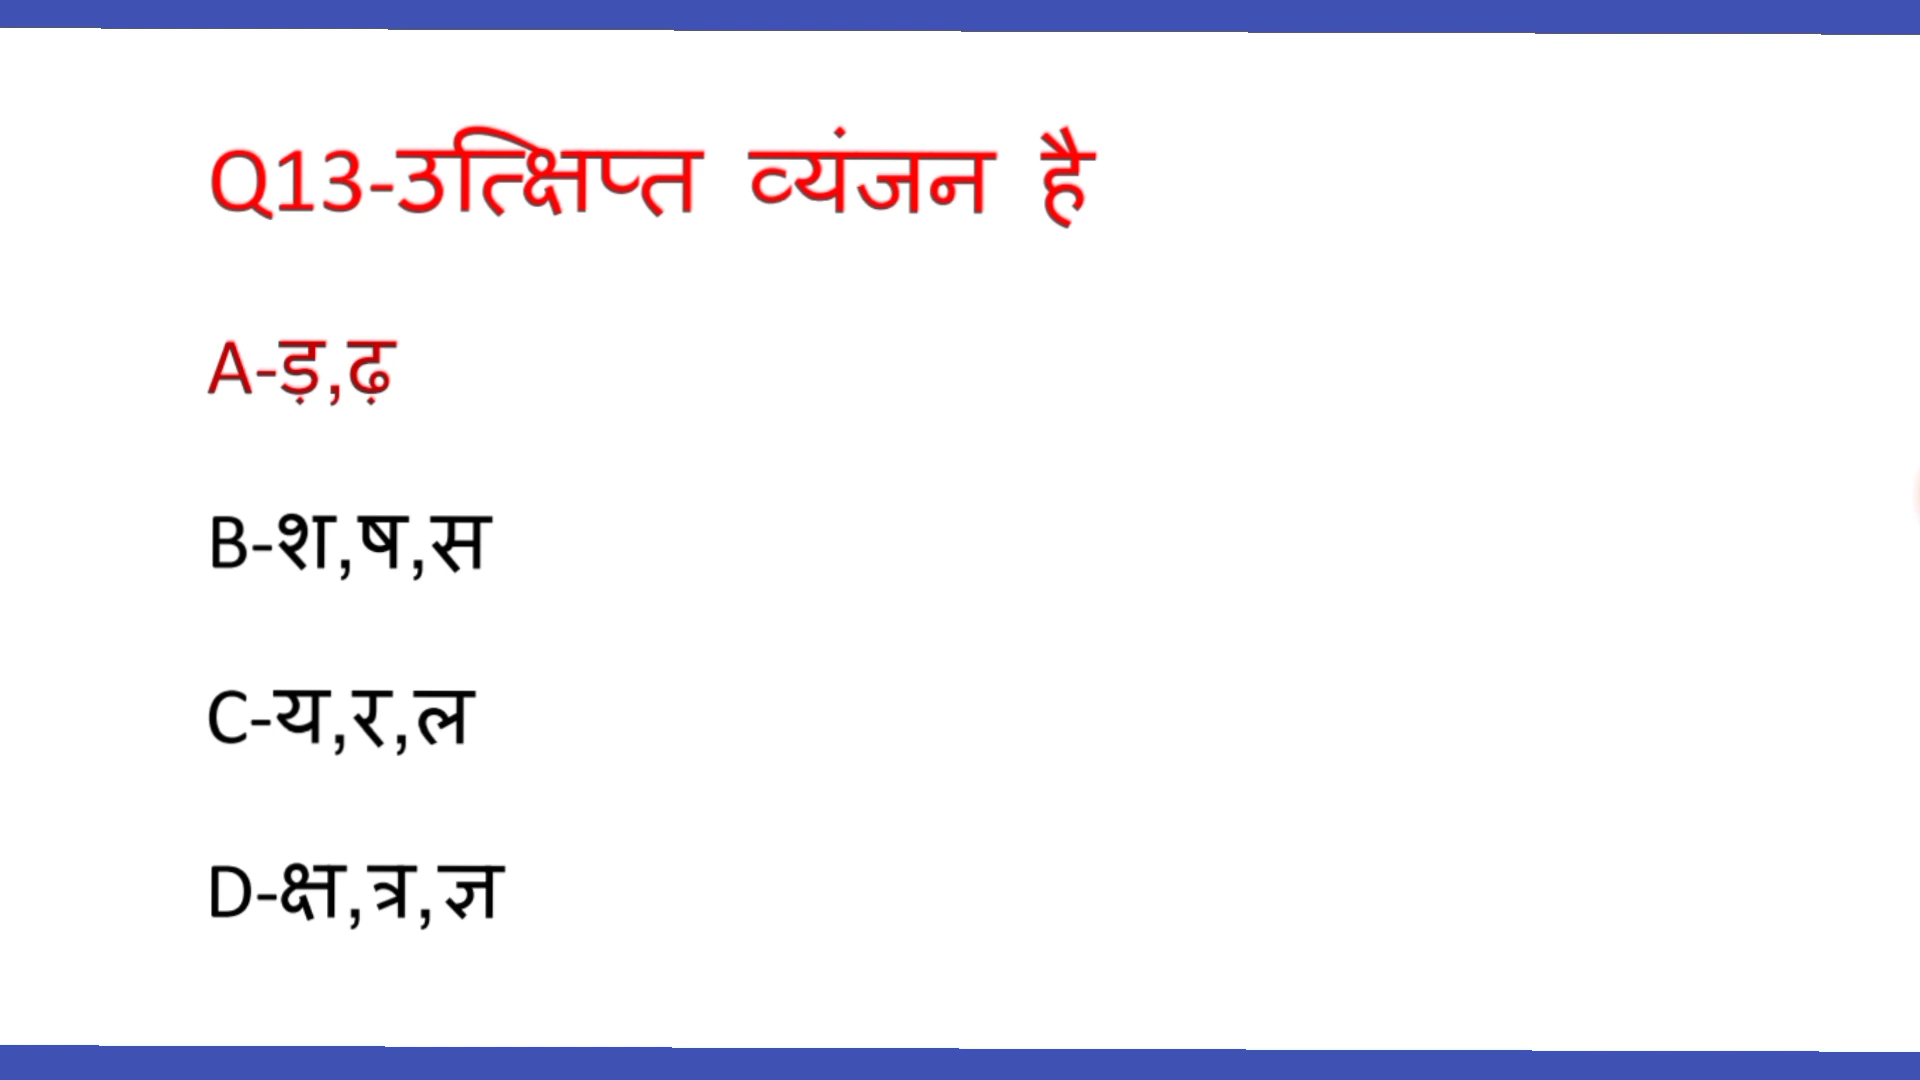 Q13-उत्क्षिप्त व्यंजन है
A-ड़,ढ़
B-श,ष,स
C-य,र,ल
D-क्ष,त्र,ज्ञ